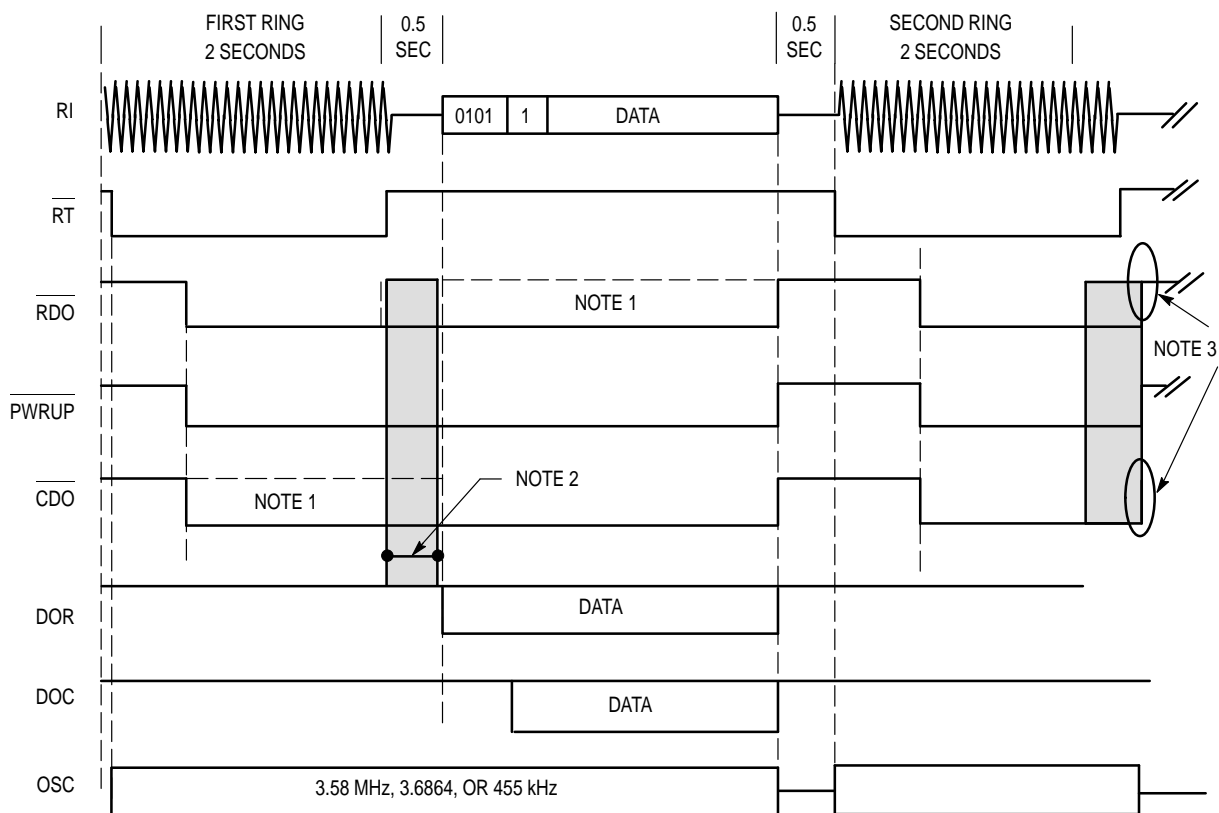 FIRST RING
2 SECONDS
0.5
SEC
0.5
SEC
SECOND RING
2 SECONDS
RI
0101
1
DATA
RT
RDO
NOTE 1
NOTE 3
PWRUP
CDO
NOTE 1
NOTE 2
DOR
DATA
DOC
DATA
OSC
3.58 MHz, 3.6864, OR 455 kHz